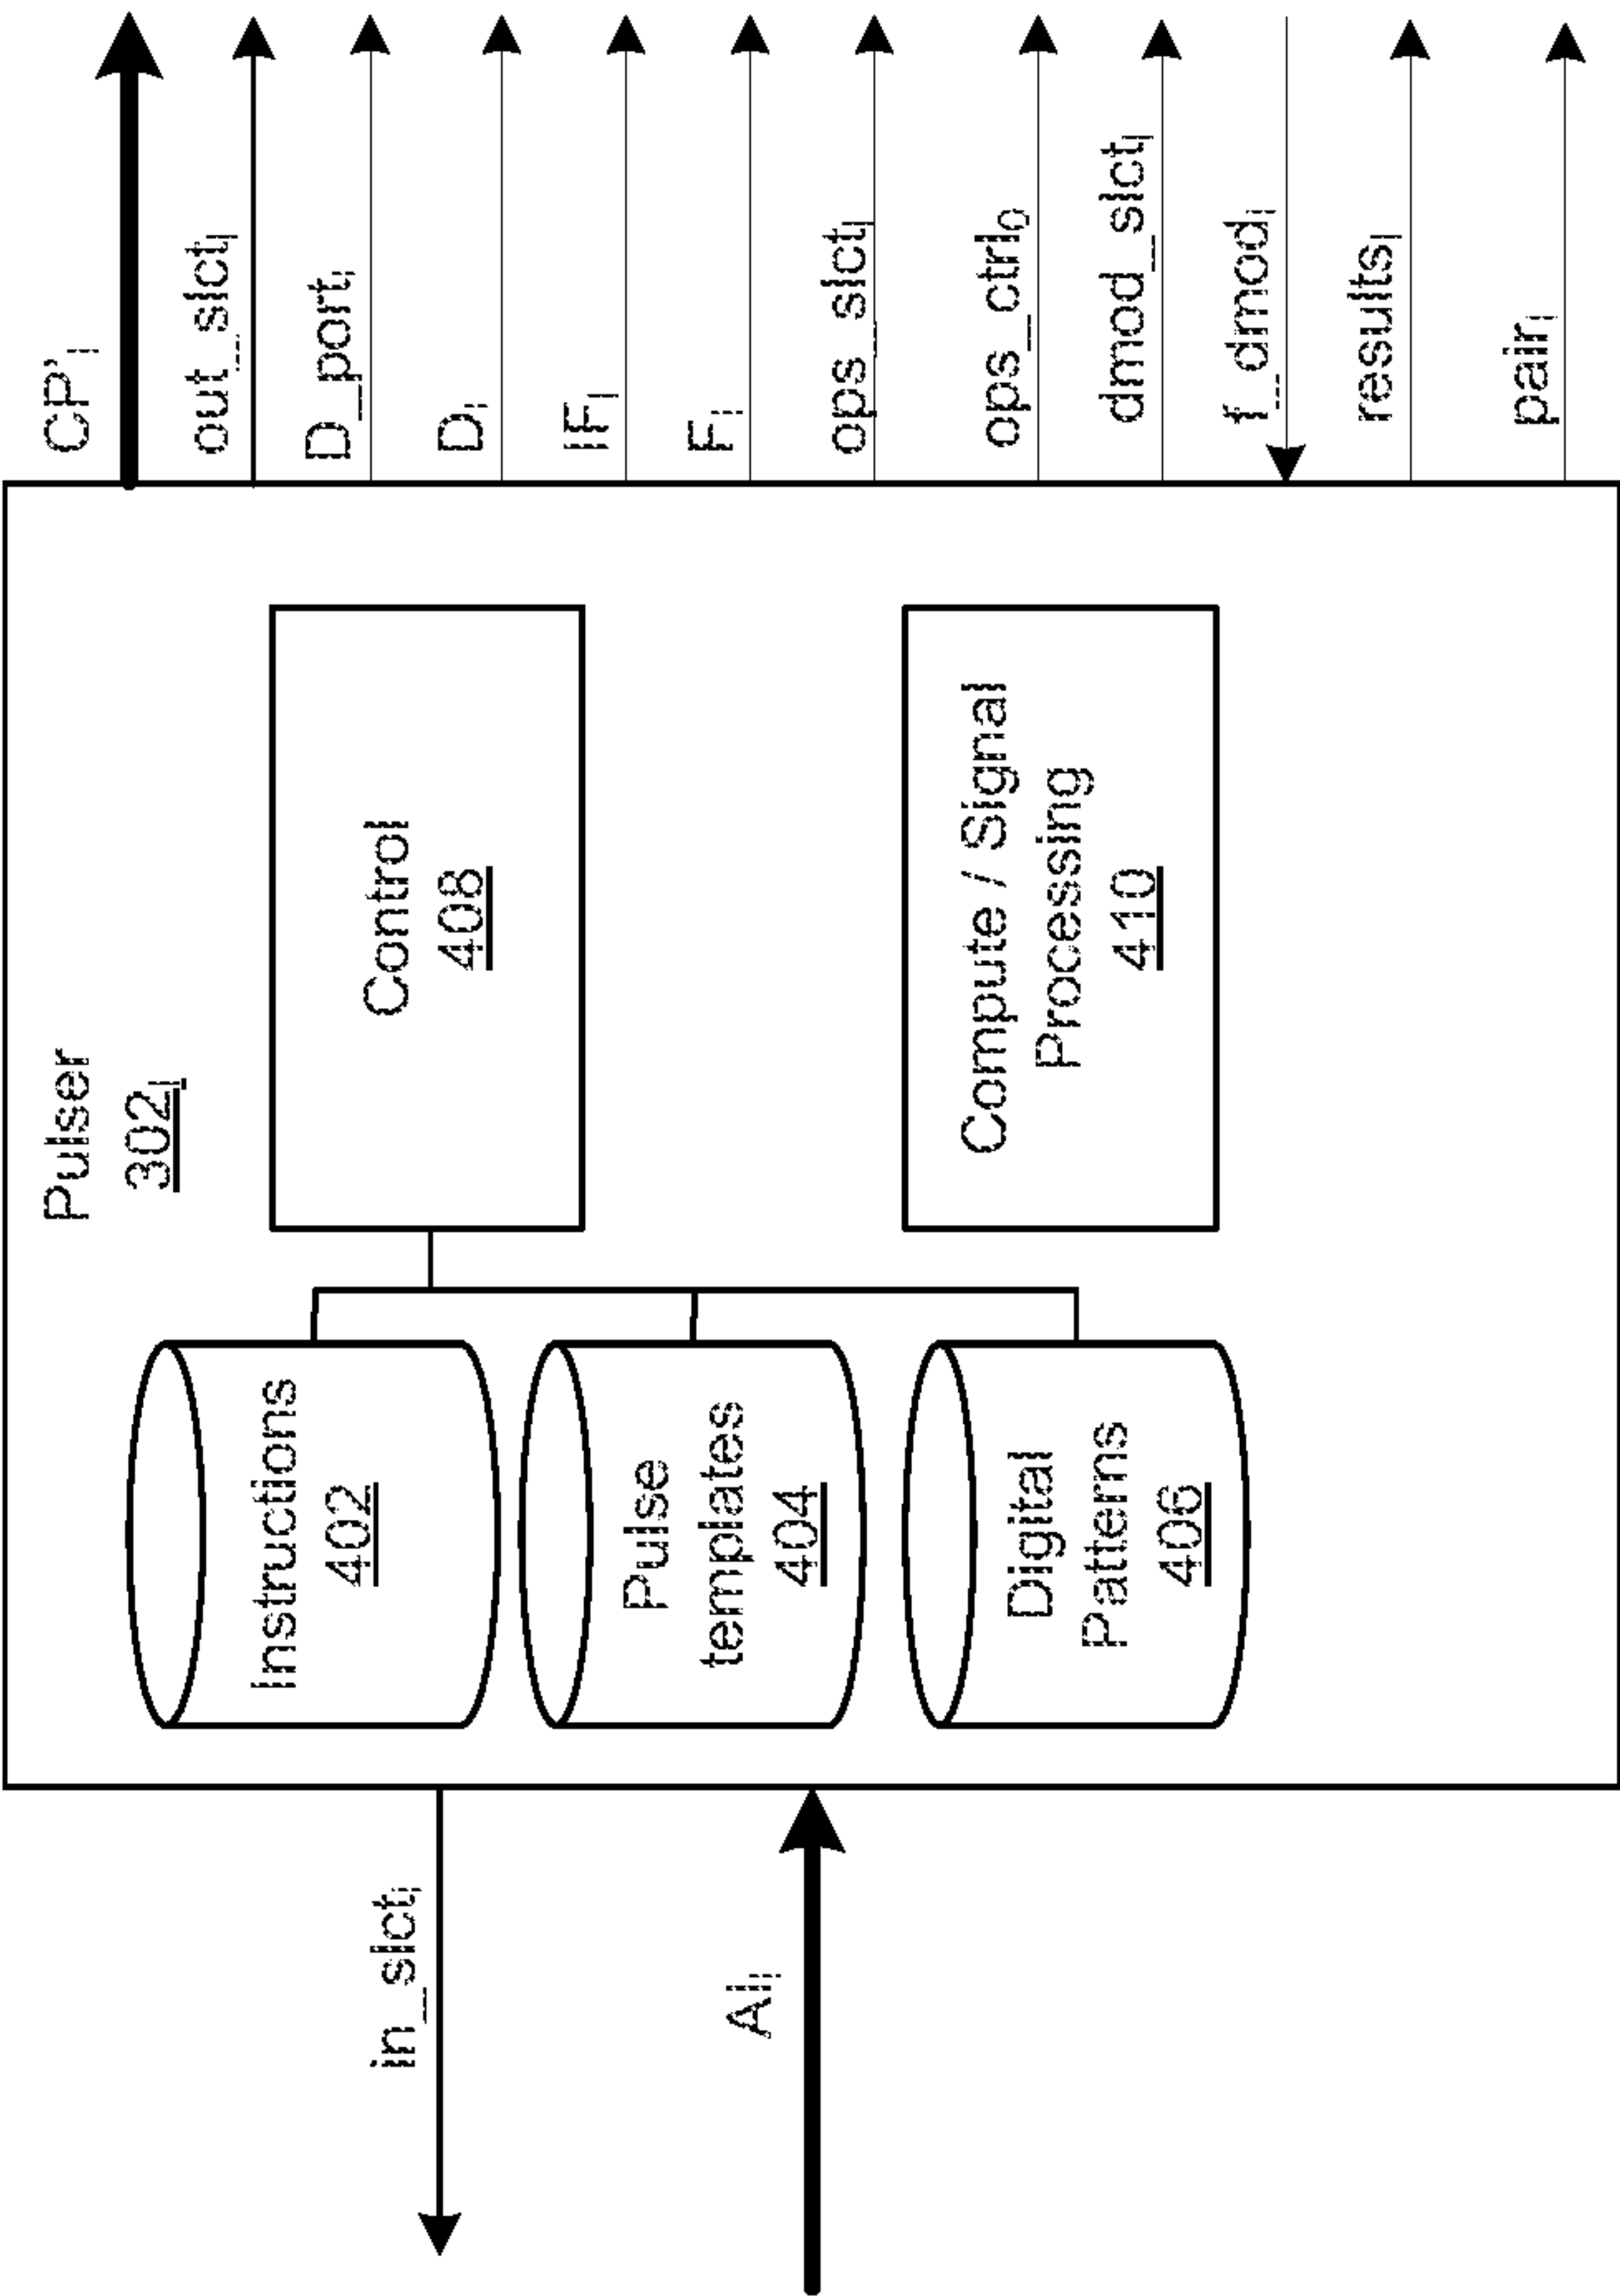 Pulser
302ᵢ
Instructions
402
Pulse
templates
404
Digital
Patterns
406
Control
408
Compute / Signal
Processing
410
in_slctᵢ
AIᵢ
CP'ᵢ
out_slctᵢ
D_portᵢ
Dᵢ
IFᵢ
Fᵢ
ops_slctᵢ
ops_ctrl₀
dmod_slctᵢ
f_dmodᵢ
resultsᵢ
pairᵢ